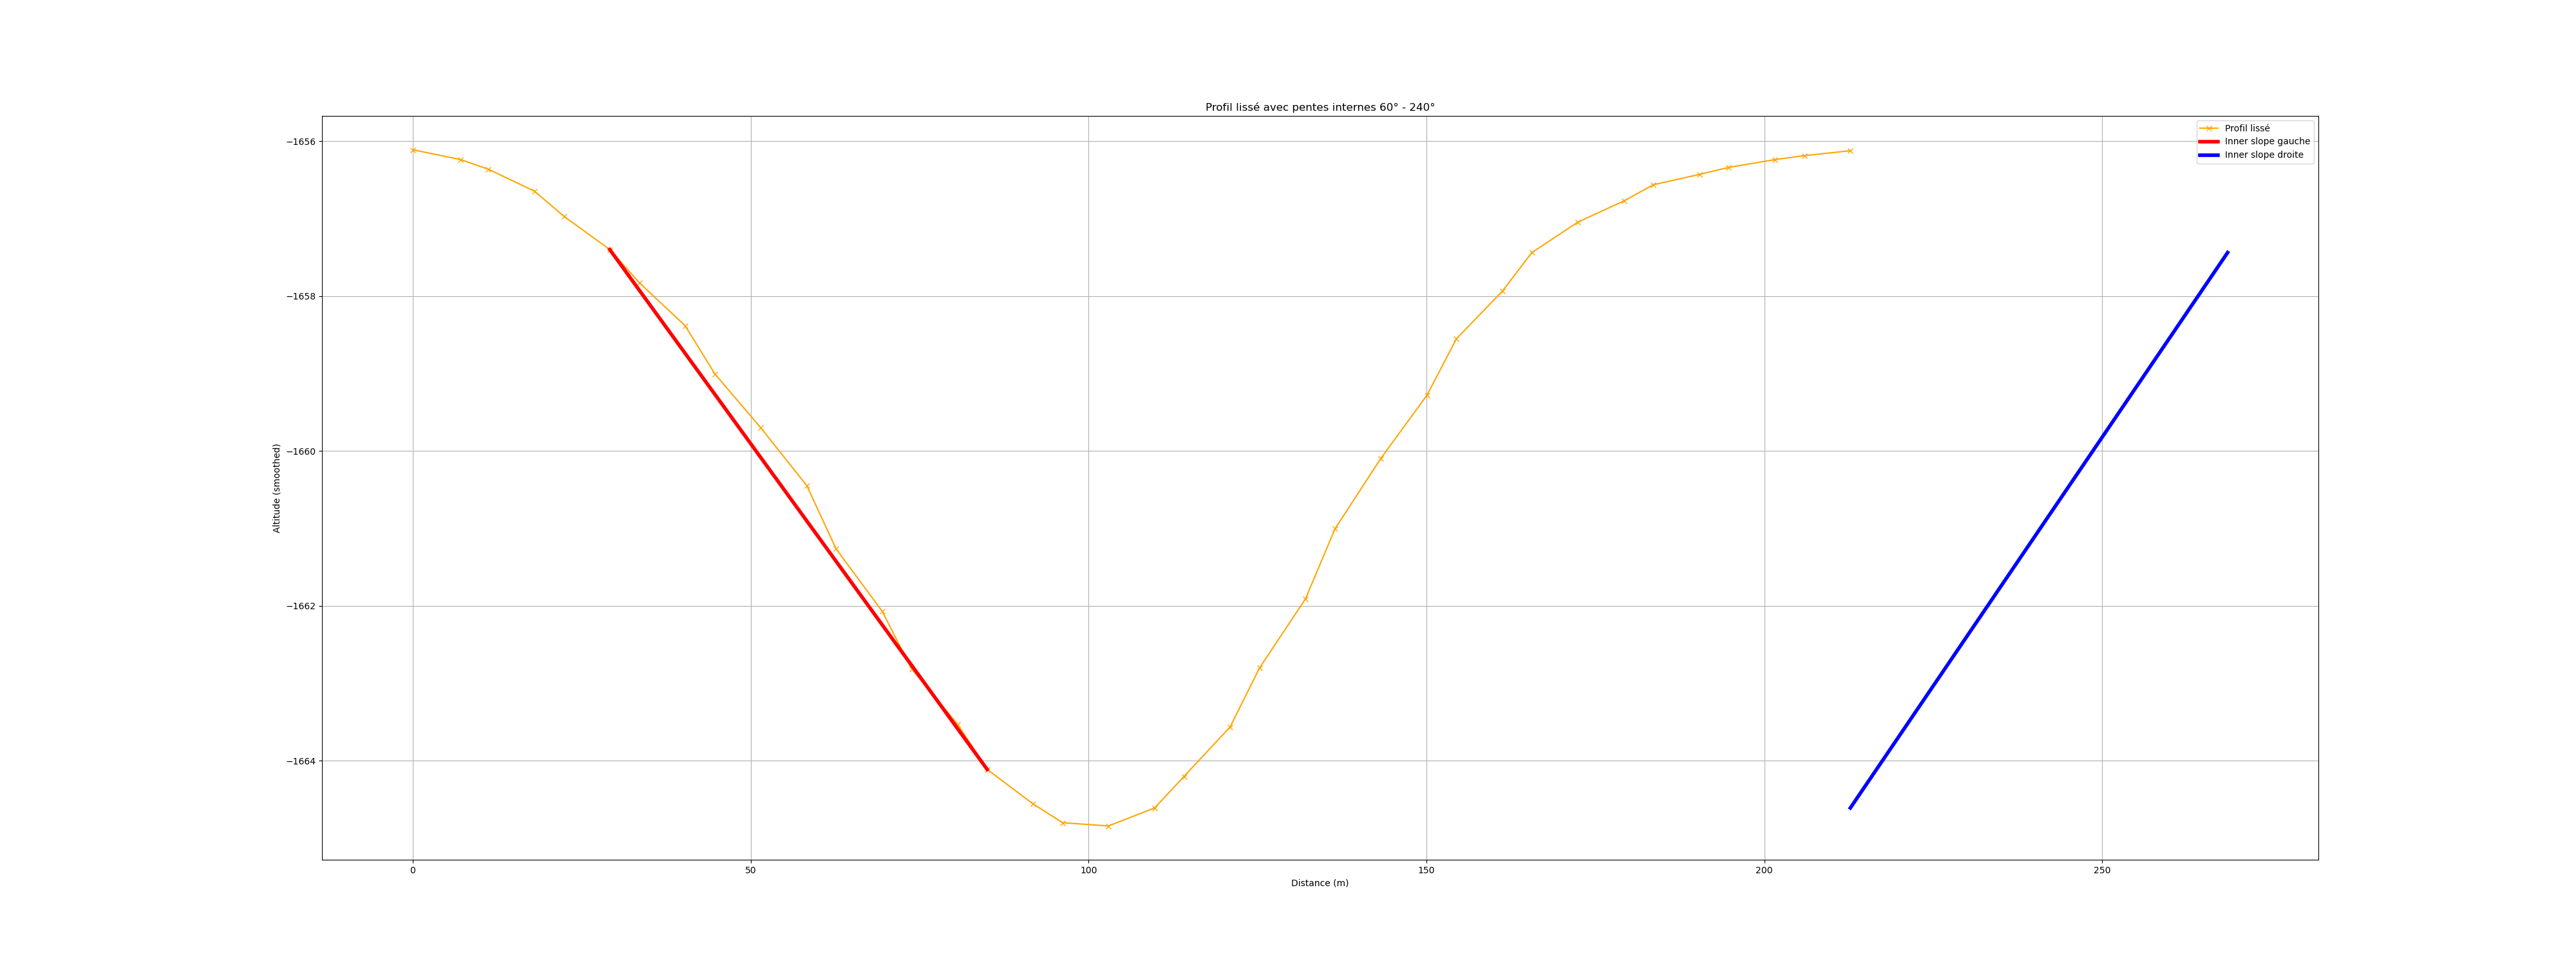 Profil lissé avec pentes internes 60° - 240°
Profil lissé
Inner slope gauche
Inner slope droite
−1656
−1658
−1660
−1662
−1664
Altitude (smoothed)
0
50
100
150
200
250
Distance (m)